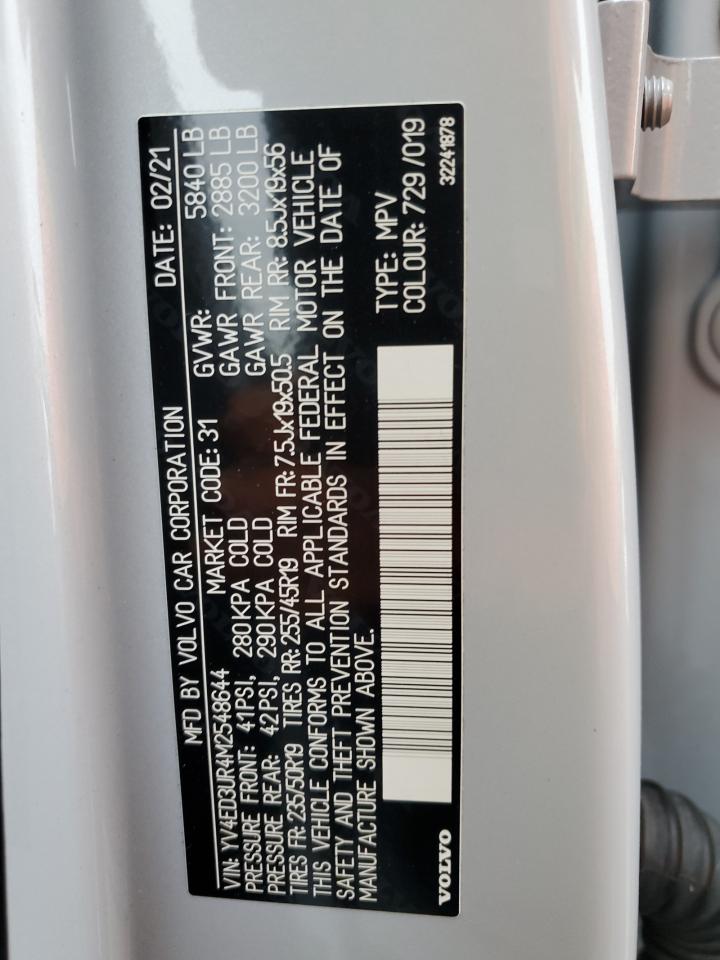 MFD BY VOLVO CAR CORPORATION DATE: 02/21
VIN: YV4ED3UR4M2548644 MARKET CODE: 31 GVWR: 5840 LB
PRESSURE FRONT: 41PSI, 280KPA COLD GAWR FRONT: 2885 LB
PRESSURE REAR: 42PSI, 290KPA COLD GAWR REAR: 3200 LB
TIRES FR: 235/50R19 TIRES RR: 255/45R19 RIM FR: 7.5Jx19x50.5 RIM RR: 8.5Jx19x56
THIS VEHICLE CONFORMS TO ALL APPLICABLE FEDERAL MOTOR VEHICLE
SAFETY AND THEFT PREVENTION STANDARDS IN EFFECT ON THE DATE OF
MANUFACTURE SHOWN ABOVE.
TYPE: MPV
COLOUR: 729 /019
VOLVO
32241878